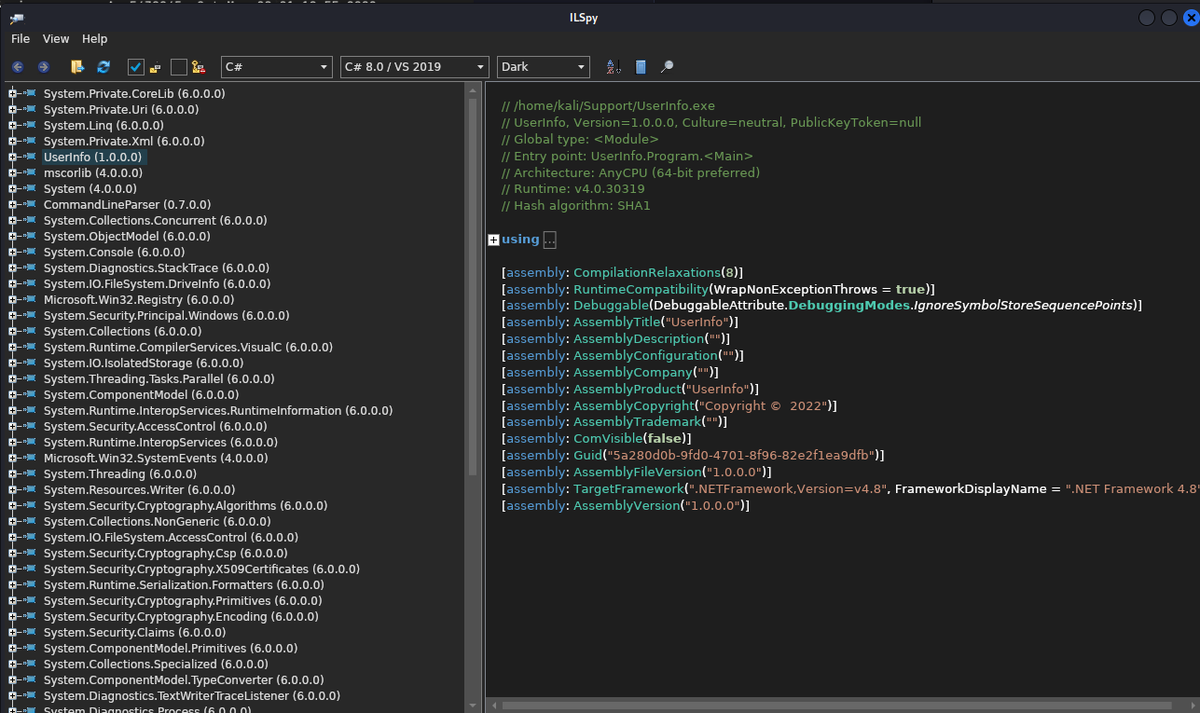 ILSpy
File View Help
C# C# 8.0 / VS 2019 Dark
System.Private.CoreLib (6.0.0.0)
System.Private.Uri (6.0.0.0)
System.Linq (6.0.0.0)
System.Private.Xml (6.0.0.0)
UserInfo (1.0.0.0)
mscorlib (4.0.0.0)
System (4.0.0.0)
CommandLineParser (0.7.0.0)
System.Collections.Concurrent (6.0.0.0)
System.ObjectModel (6.0.0.0)
System.Console (6.0.0.0)
System.Diagnostics.StackTrace (6.0.0.0)
System.IO.FileSystem.DriveInfo (6.0.0.0)
Microsoft.Win32.Registry (6.0.0.0)
System.Security.Principal.Windows (6.0.0.0)
System.Collections (6.0.0.0)
System.Runtime.CompilerServices.VisualC (6.0.0.0)
System.IO.IsolatedStorage (6.0.0.0)
System.Threading.Tasks.Parallel (6.0.0.0)
System.ComponentModel (6.0.0.0)
System.Runtime.InteropServices.RuntimeInformation (6.0.0.0)
System.Security.AccessControl (6.0.0.0)
System.Runtime.InteropServices (6.0.0.0)
Microsoft.Win32.SystemEvents (4.0.0.0)
System.Threading (6.0.0.0)
System.Resources.Writer (6.0.0.0)
System.Security.Cryptography.Algorithms (6.0.0.0)
System.Collections.NonGeneric (6.0.0.0)
System.IO.FileSystem.AccessControl (6.0.0.0)
System.Security.Cryptography.Csp (6.0.0.0)
System.Security.Cryptography.X509Certificates (6.0.0.0)
System.Runtime.Serialization.Formatters (6.0.0.0)
System.Security.Cryptography.Primitives (6.0.0.0)
System.Security.Cryptography.Encoding (6.0.0.0)
System.Security.Claims (6.0.0.0)
System.ComponentModel.Primitives (6.0.0.0)
System.Collections.Specialized (6.0.0.0)
System.ComponentModel.TypeConverter (6.0.0.0)
System.Diagnostics.TextWriterTraceListener (6.0.0.0)
System.Diagnostics.Process (6.0.0.0)
// /home/kali/Support/UserInfo.exe
// UserInfo, Version=1.0.0.0, Culture=neutral, PublicKeyToken=null
// Global type: <Module>
// Entry point: UserInfo.Program.<Main>
// Architecture: AnyCPU (64-bit preferred)
// Runtime: v4.0.30319
// Hash algorithm: SHA1
using ...
[assembly: CompilationRelaxations(8)]
[assembly: RuntimeCompatibility(WrapNonExceptionThrows = true)]
[assembly: Debuggable(DebuggableAttribute.DebuggingModes.IgnoreSymbolStoreSequencePoints)]
[assembly: AssemblyTitle("UserInfo")]
[assembly: AssemblyDescription("")]
[assembly: AssemblyConfiguration("")]
[assembly: AssemblyCompany("")]
[assembly: AssemblyProduct("UserInfo")]
[assembly: AssemblyCopyright("Copyright ©  2022")]
[assembly: AssemblyTrademark("")]
[assembly: ComVisible(false)]
[assembly: Guid("5a280d0b-9fd0-4701-8f96-82e2f1ea9dfb")]
[assembly: AssemblyFileVersion("1.0.0.0")]
[assembly: TargetFramework(".NETFramework,Version=v4.8", FrameworkDisplayName = ".NET Framework 4.8"
[assembly: AssemblyVersion("1.0.0.0")]